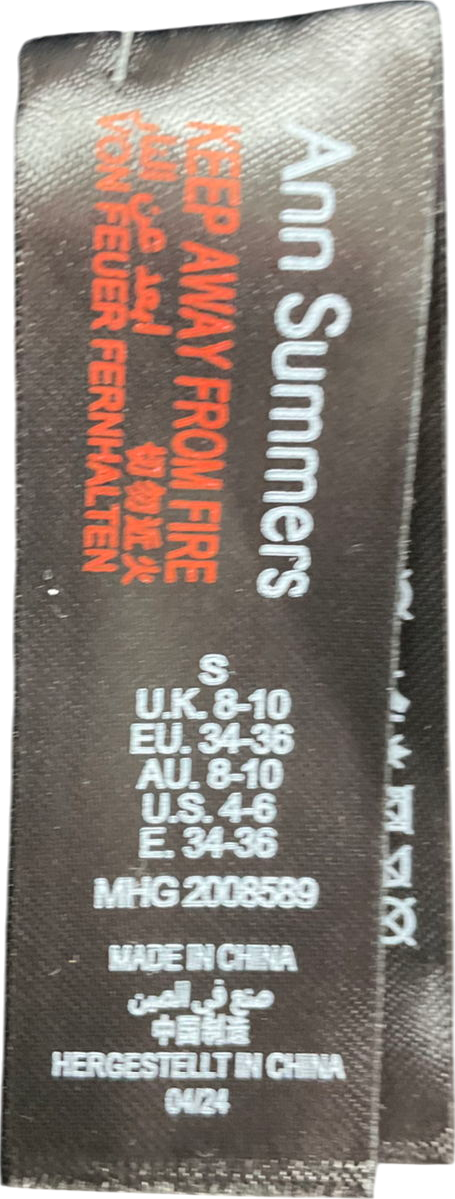 Ann Summers
KEEP AWAY FROM FIRE
ابعد عن النار
切勿近火
VON FEUER FERNHALTEN
S
U.K. 8-10
EU. 34-36
AU. 8-10
U.S. 4-6
E. 34-36
MHG 2008589
MADE IN CHINA
صنع في الصين
中国制造
HERGESTELLT IN CHINA
04/24